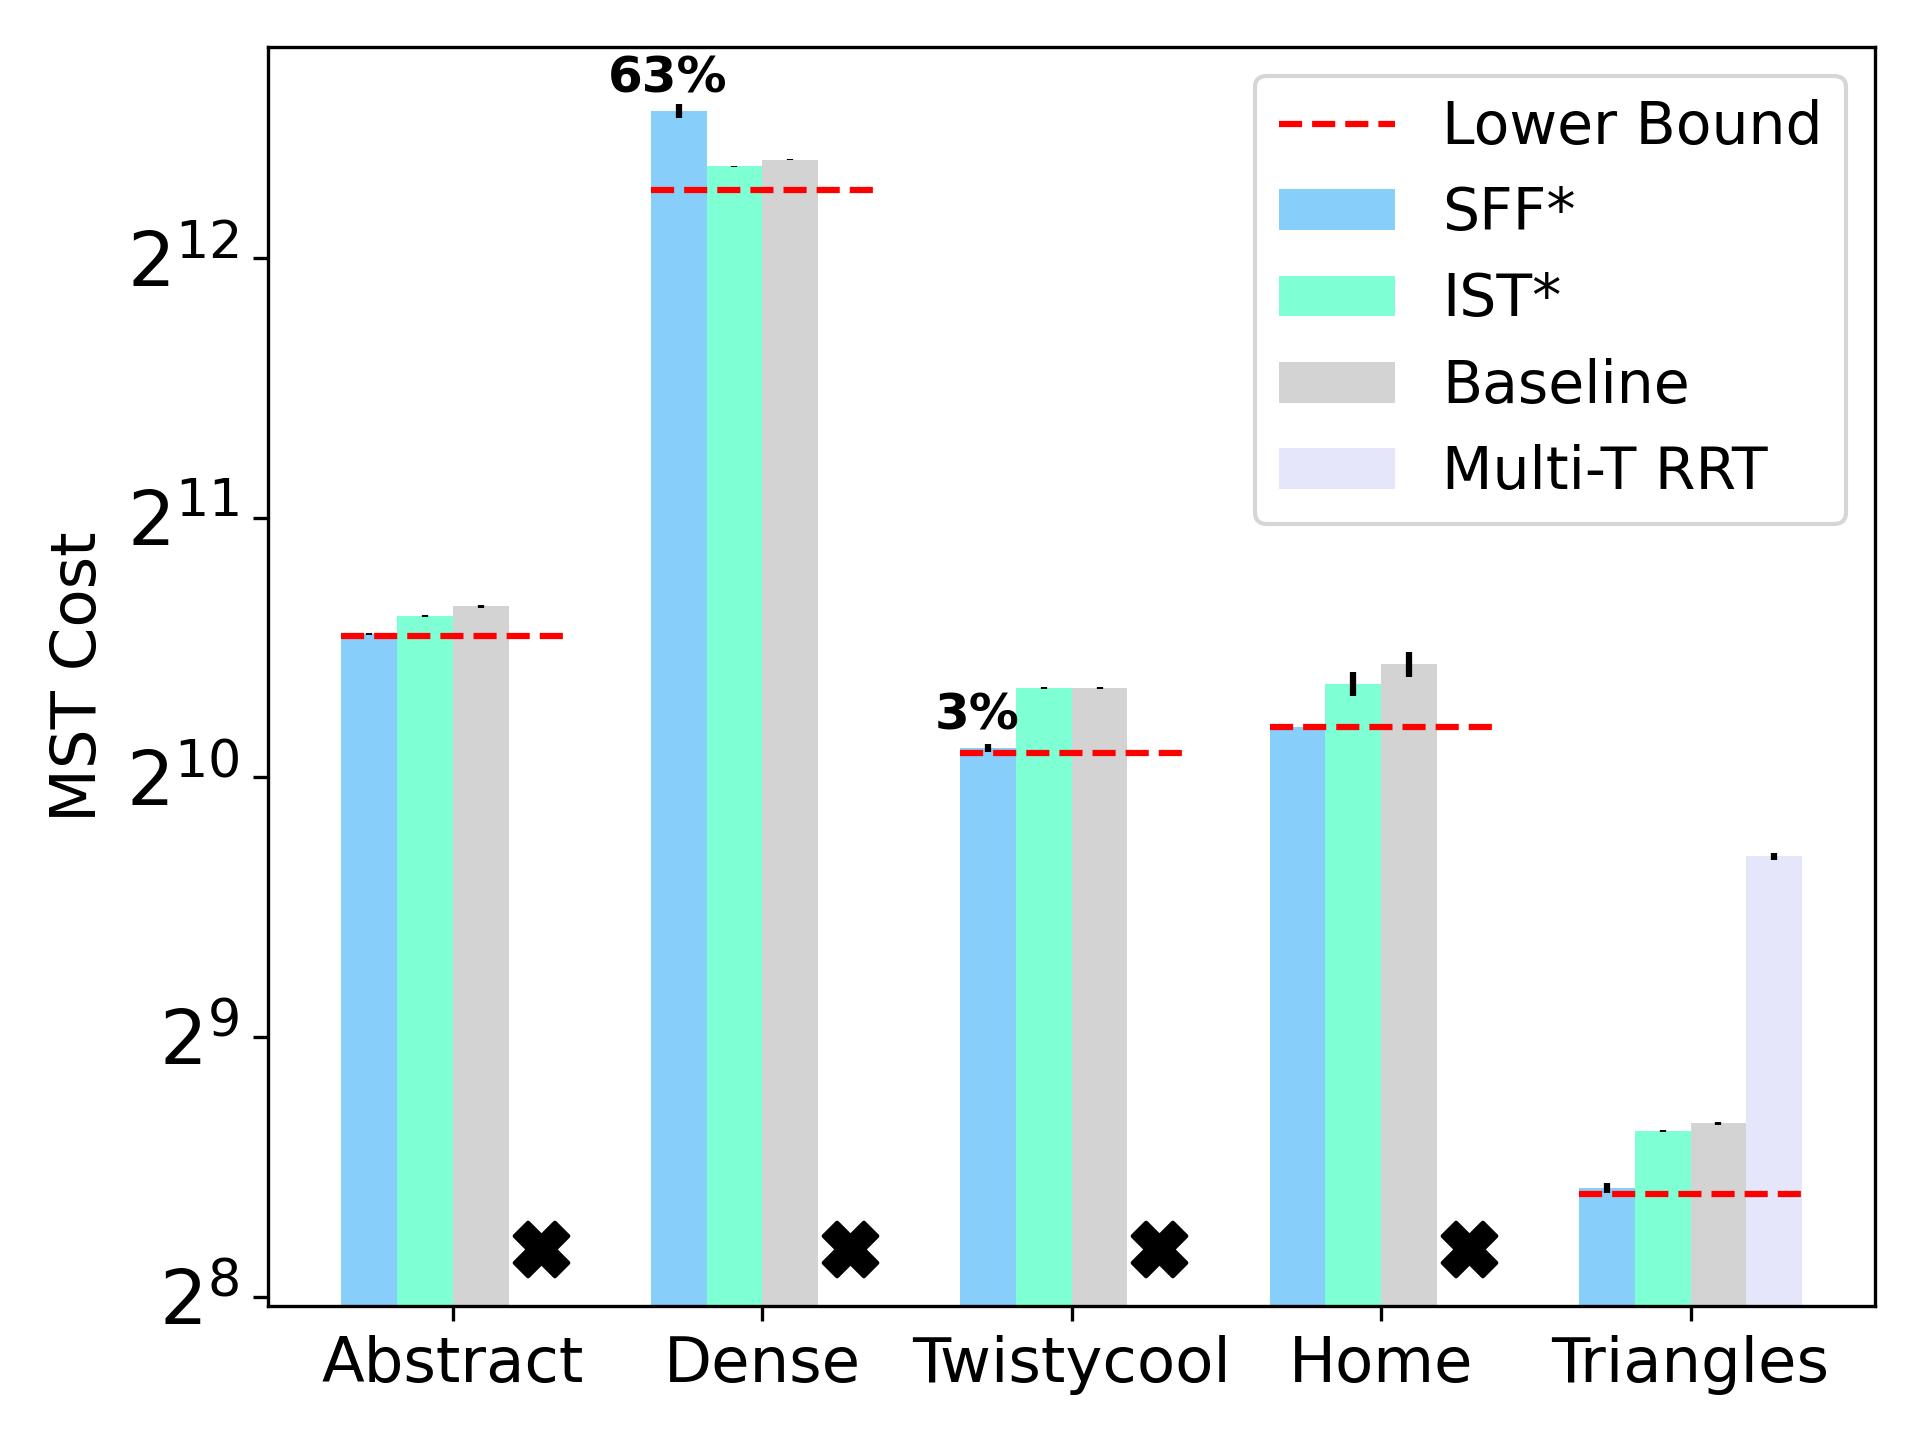 63%
Lower Bound
SFF*
IST*
Baseline
Multi-T RRT
3%
MST Cost
2^12
2^11
2^10
2^9
2^8
Abstract Dense Twistycool Home Triangles